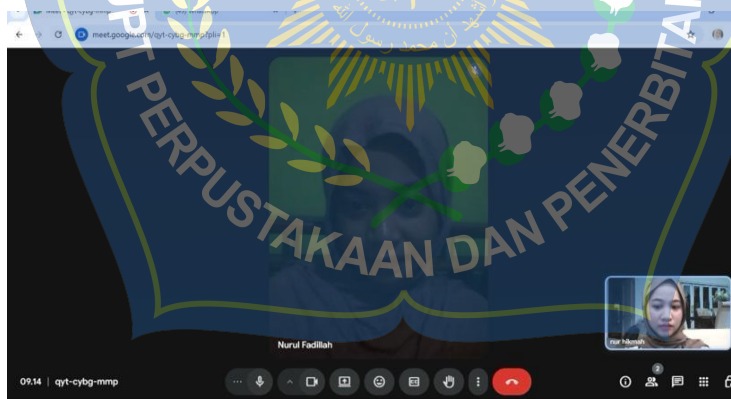 meet.google.com/qyt-cybg-mmp?pli=1
UPT PERPUSTAKAAN DAN PENERBITAN
Nurul Fadillah
nur hikmah
2
09.14 | qyt-cybg-mmp